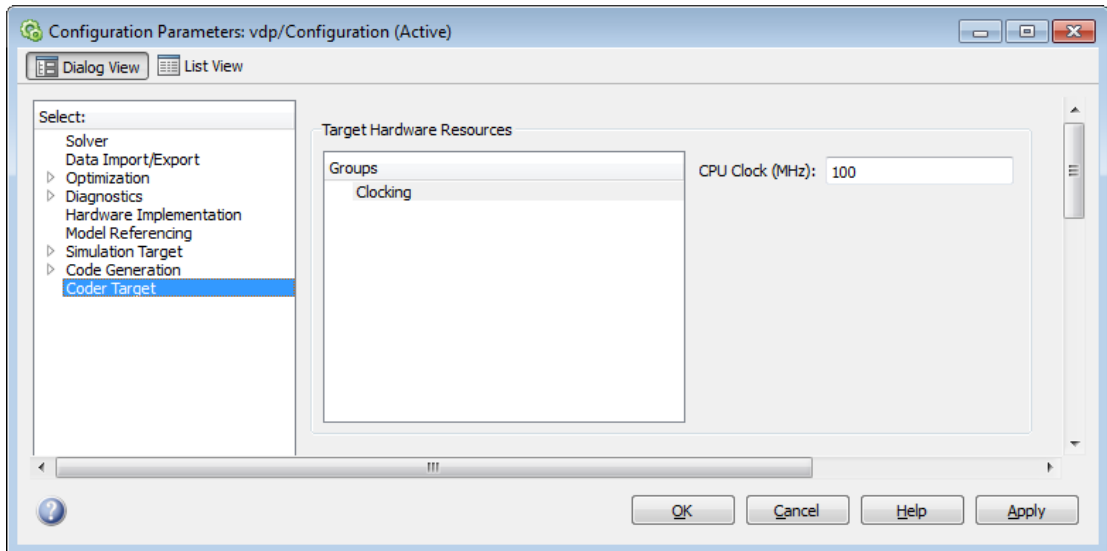 Configuration Parameters: vdp/Configuration (Active)
Dialog View List View
Select:
Solver
Data Import/Export
Optimization
Diagnostics
Hardware Implementation
Model Referencing
Simulation Target
Code Generation
Coder Target
Target Hardware Resources
Groups
Clocking
CPU Clock (MHz): 100
OK Cancel Help Apply